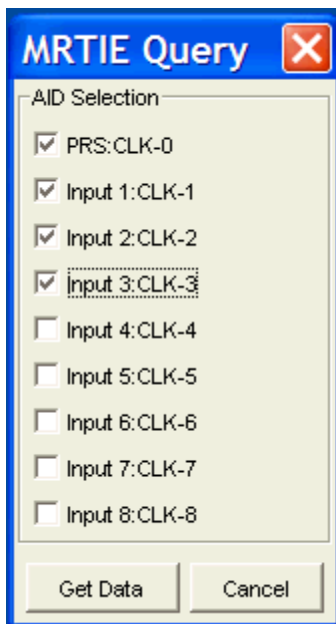 MRTIE Query
AID Selection
PRS:CLK-0
Input 1:CLK-1
Input 2:CLK-2
Input 3:CLK-3
Input 4:CLK-4
Input 5:CLK-5
Input 6:CLK-6
Input 7:CLK-7
Input 8:CLK-8
Get Data Cancel